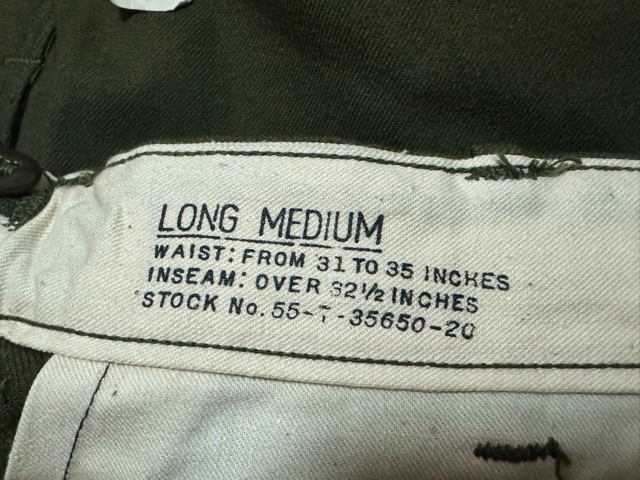 LONG MEDIUM
WAIST: FROM 31 TO 35 INCHES
INSEAM: OVER 32½ INCHES
STOCK No. 55-T-35650-20